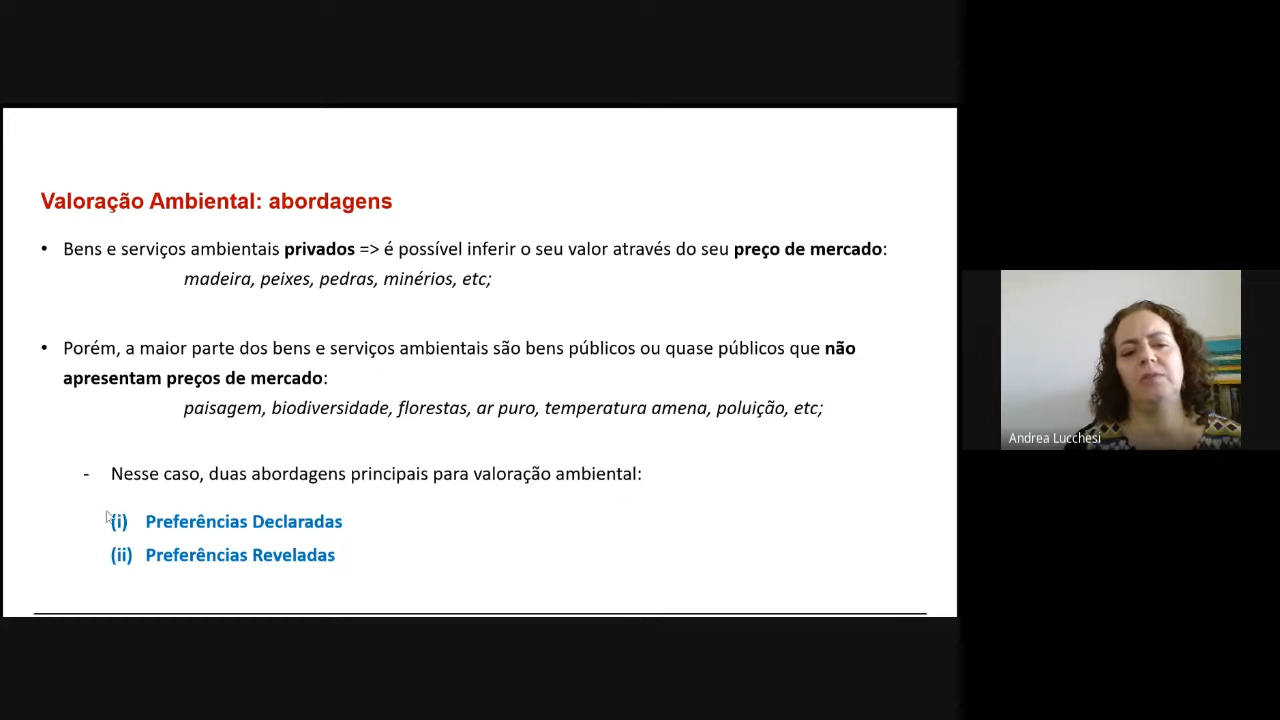 Valoração Ambiental: abordagens
• Bens e serviços ambientais privados => é possível inferir o seu valor através do seu preço de mercado:
madeira, peixes, pedras, minérios, etc;
• Porém, a maior parte dos bens e serviços ambientais são bens públicos ou quase públicos que não
apresentam preços de mercado:
paisagem, biodiversidade, florestas, ar puro, temperatura amena, poluição, etc;
- Nesse caso, duas abordagens principais para valoração ambiental:
(i) Preferências Declaradas
(ii) Preferências Reveladas
Andrea Lucchesi